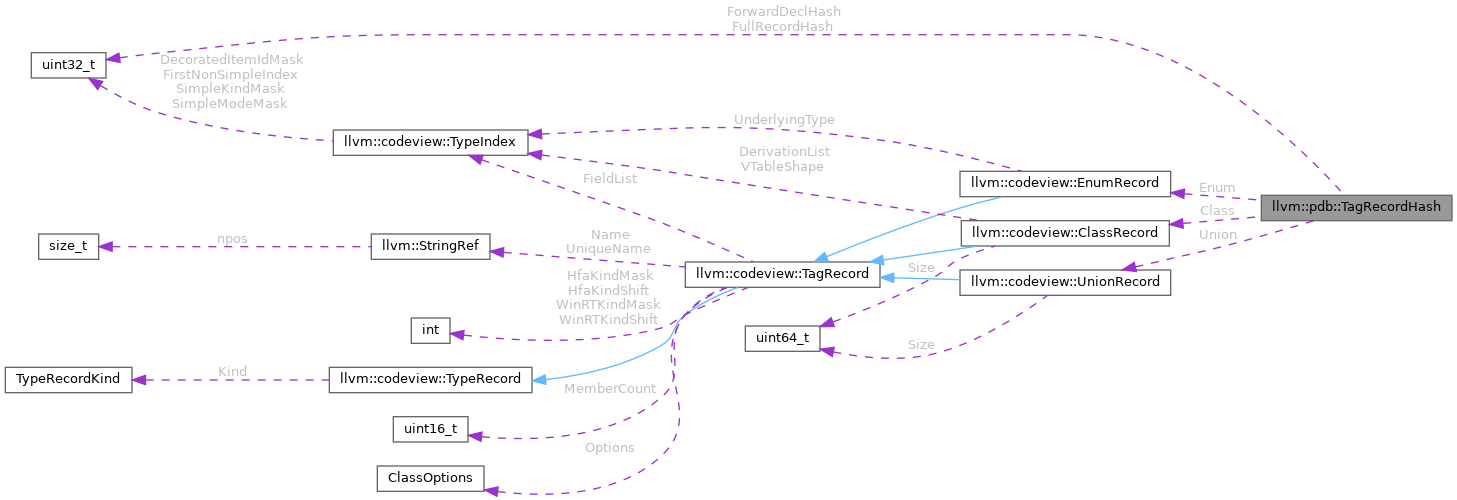 ForwardDeclHash
FullRecordHash
uint32_t
DecoratedItemIdMask
FirstNonSimpleIndex
SimpleKindMask
SimpleModeMask
UnderlyingType
llvm::codeview::TypeIndex
DerivationList
VTableShape
FieldList
llvm::codeview::EnumRecord
Enum
llvm::pdb::TagRecordHash
Class
llvm::codeview::ClassRecord
Union
size_t
npos
llvm::StringRef
Name
UniqueName
llvm::codeview::TagRecord
Size
llvm::codeview::UnionRecord
HfaKindMask
HfaKindShift
WinRTKindMask
WinRTKindShift
int
uint64_t
Size
TypeRecordKind
Kind
llvm::codeview::TypeRecord
MemberCount
uint16_t
Options
ClassOptions